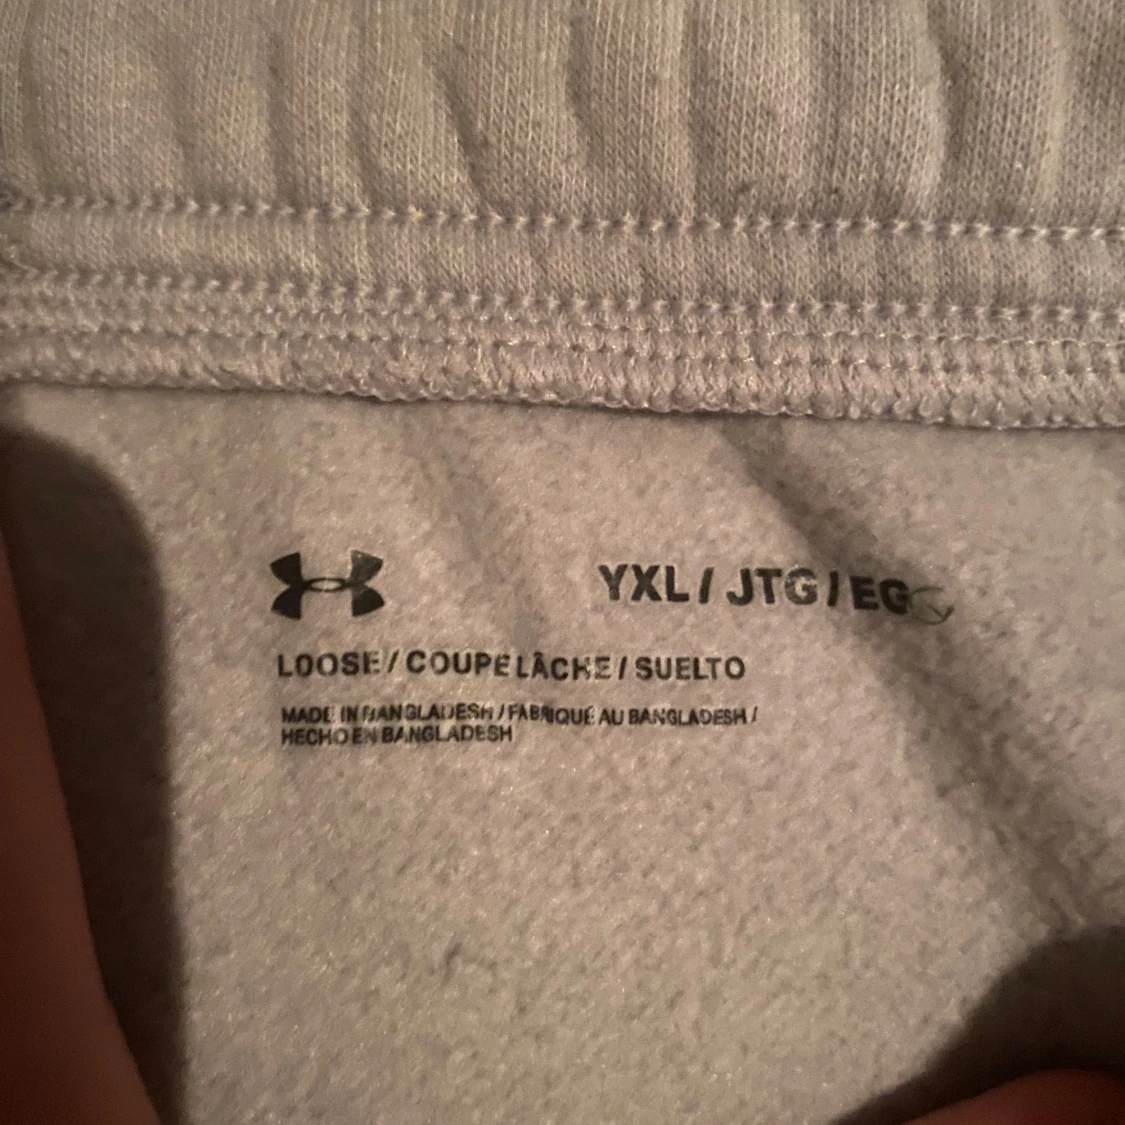 YXL / JTG / EG
LOOSE / COUPE LÂCHE / SUELTO
MADE IN BANGLADESH / FABRIQUÉ AU BANGLADESH /
HECHO EN BANGLADESH